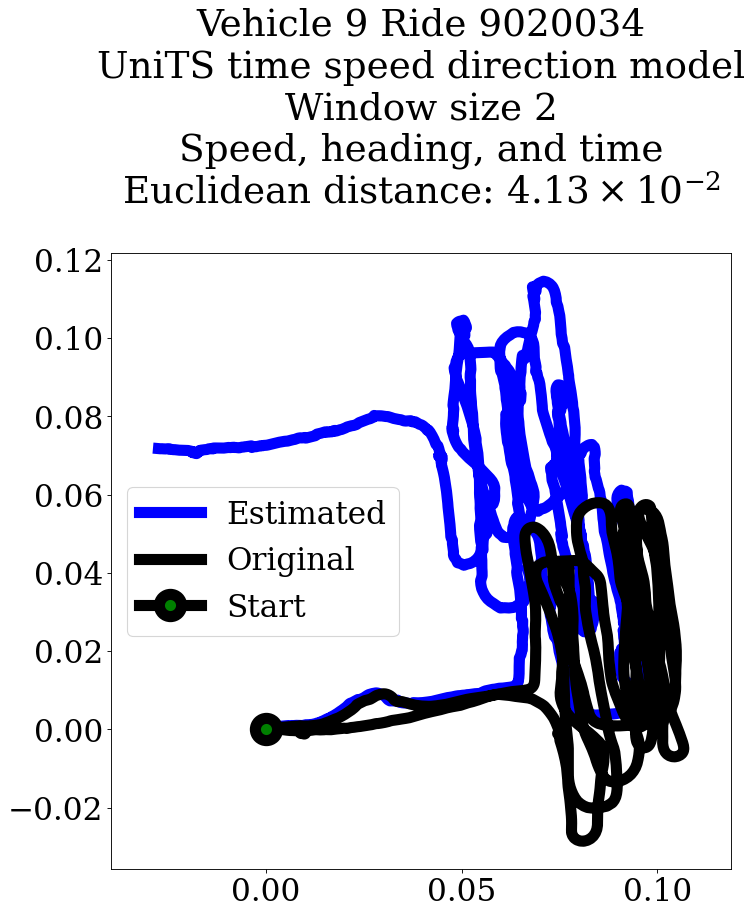 Vehicle 9 Ride 9020034
UniTS time speed direction model
Window size 2
Speed, heading, and time
Euclidean distance: 4.13 × 10⁻²
0.12
0.10
0.08
0.06
0.04
0.02
0.00
−0.02
Estimated
Original
Start
0.00 0.05 0.10